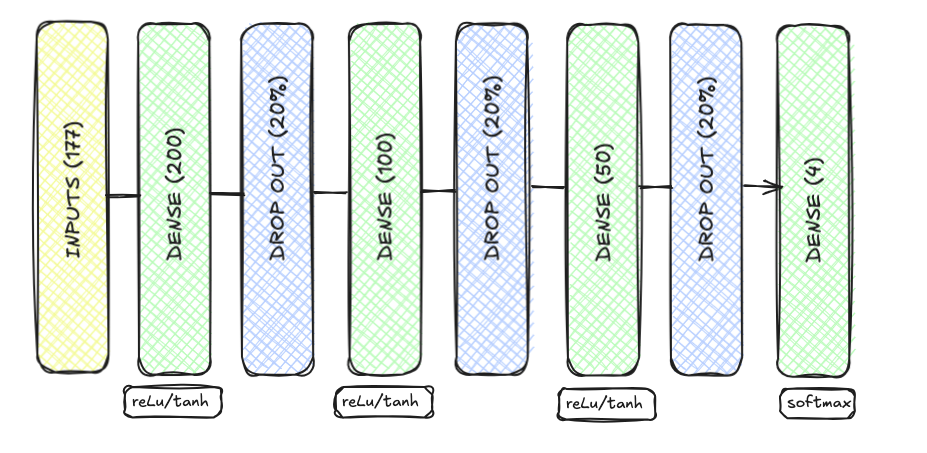 INPUTS (177)
DENSE (200)
DROP OUT (20%)
DENSE (100)
DROP OUT (20%)
DENSE (50)
DROP OUT (20%)
DENSE (4)
reLu/tanh
reLu/tanh
reLu/tanh
softmax